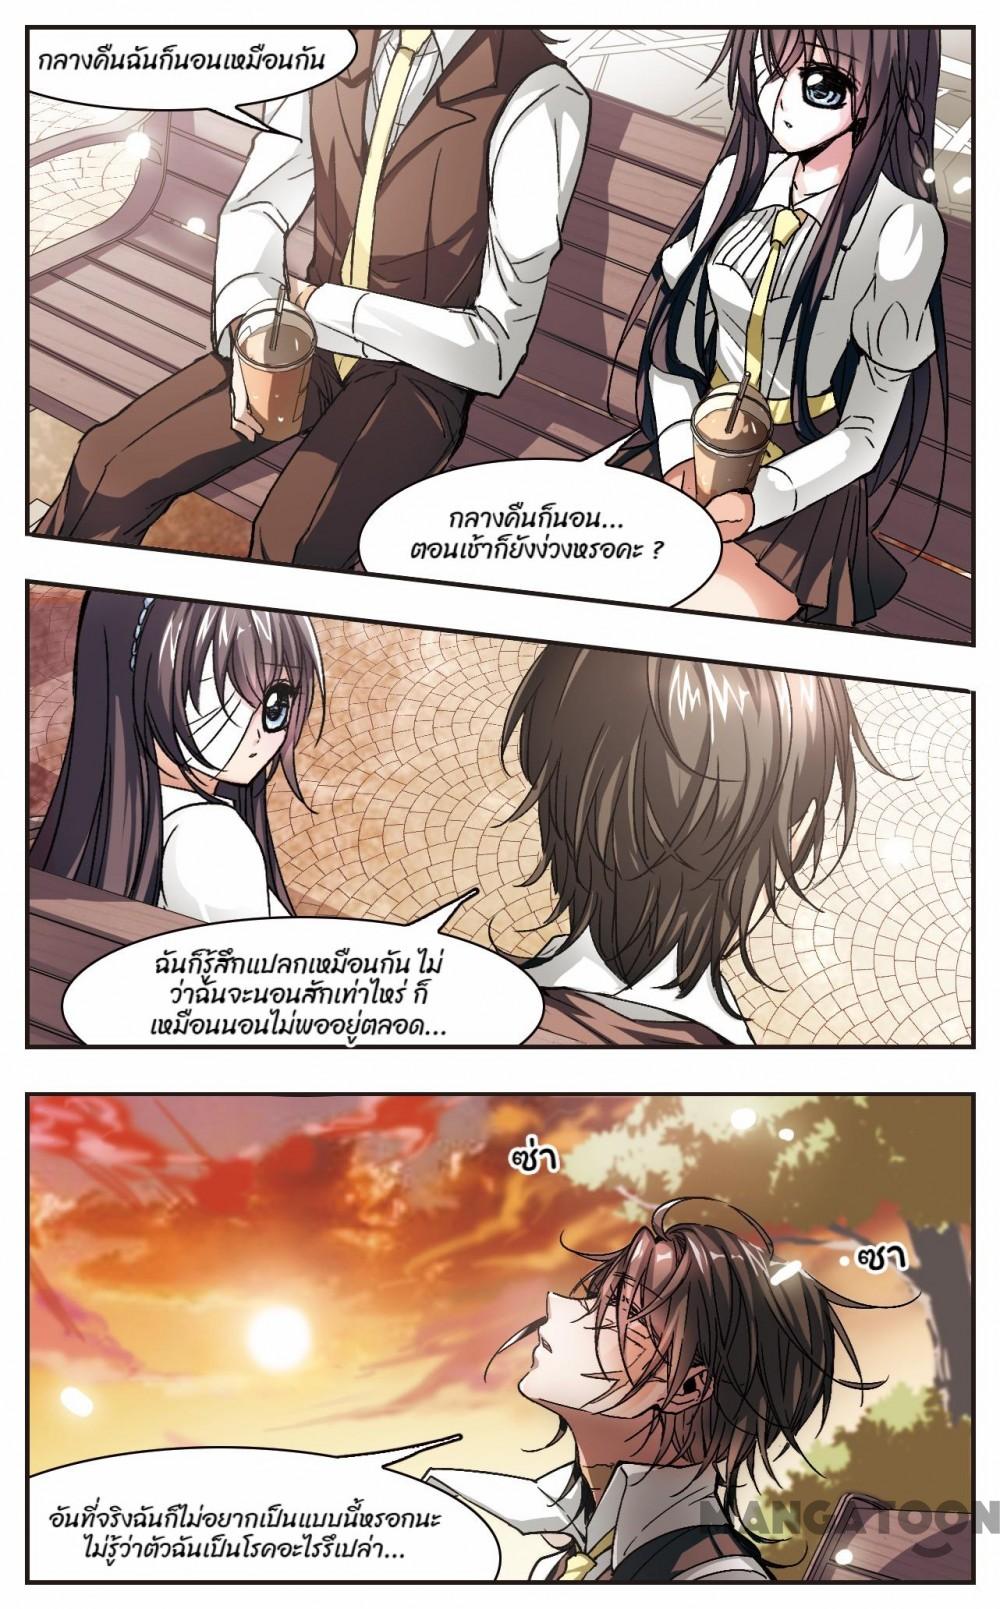 กลางคืนฉันก็นอนเหมือนกัน
กลางคืนก็นอน...
ตอนเช้าก็ยังง่วงหรอคะ ?
ฉันก็รู้สึกแปลกเหมือนกัน ไม่
ว่าฉันจะนอนสักเท่าไหร่ ก็
เหมือนนอนไม่พออยู่ตลอด...
ซ่า
ซา
อันที่จริงฉันก็ไม่อยากเป็นแบบนี้หรอกนะ
ไม่รู้ว่าตัวฉันเป็นโรคอะไรรึเปล่า...
MANGATOON